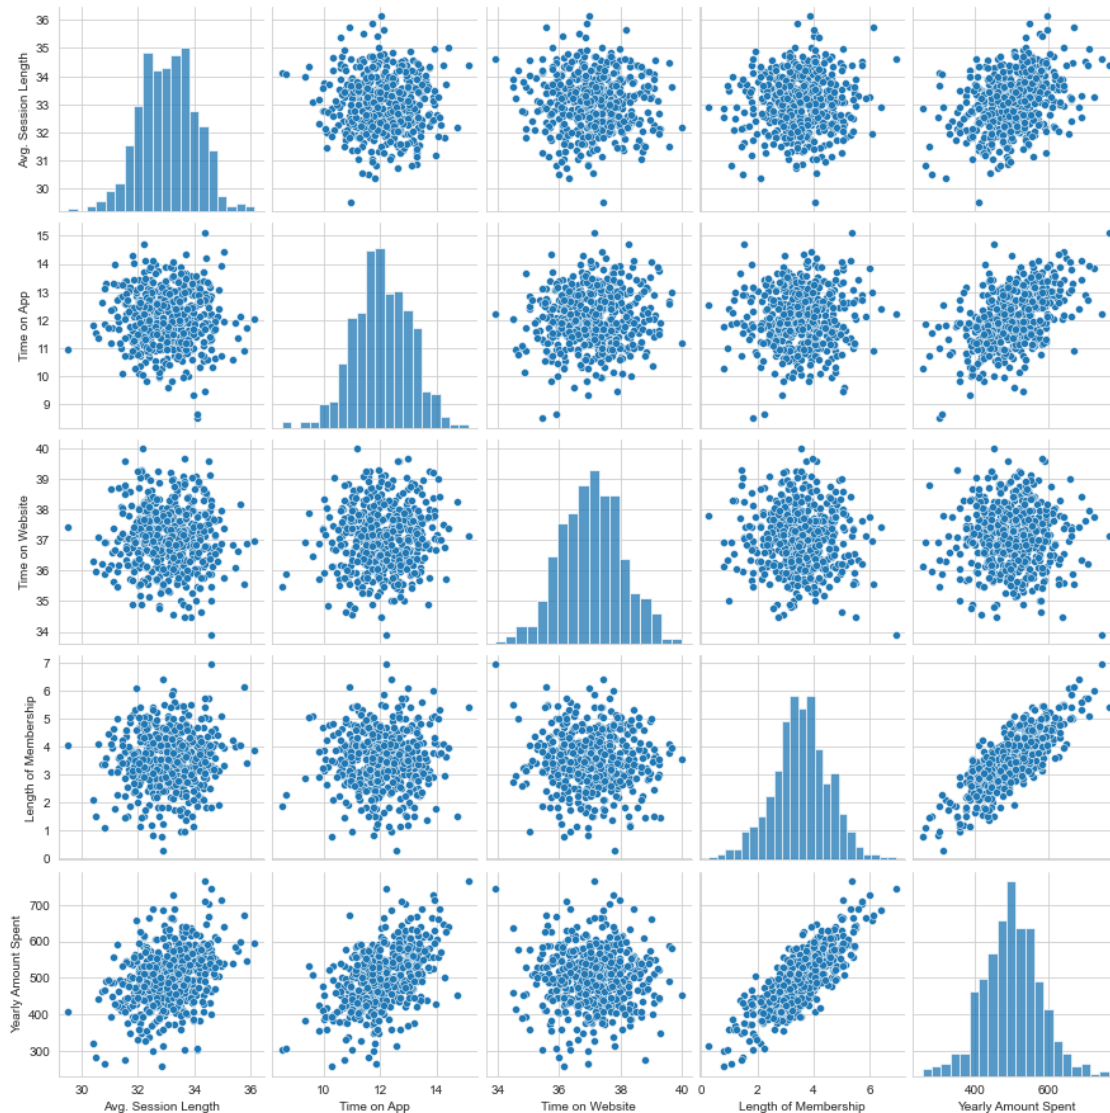 Avg. Session Length
36
35
34
33
32
31
30
Time on App
15
14
13
12
11
10
9
Time on Website
40
39
38
37
36
35
34
Length of Membership
7
6
5
4
3
2
1
0
Yearly Amount Spent
700
600
500
400
300
30 32 34 36
10 12 14
34 36 38 40
0 2 4 6
400 600
Avg. Session Length
Time on App
Time on Website
Length of Membership
Yearly Amount Spent